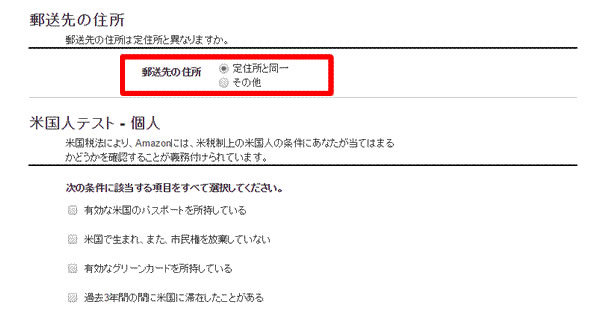 郵送先の住所
郵送先の住所は定住所と異なりますか。
郵送先の住所
定住所と同一
その他
米国人テスト - 個人
米国税法により、Amazonには、米税制上の米国人の条件にあなたが当てはまる
かどうかを確認することが義務付けられています。
次の条件に該当する項目をすべて選択してください。
有効な米国のパスポートを所持している
米国で生まれ、また、市民権を放棄していない
有効なグリーンカードを所持している
過去3年間の間に米国に滞在したことがある